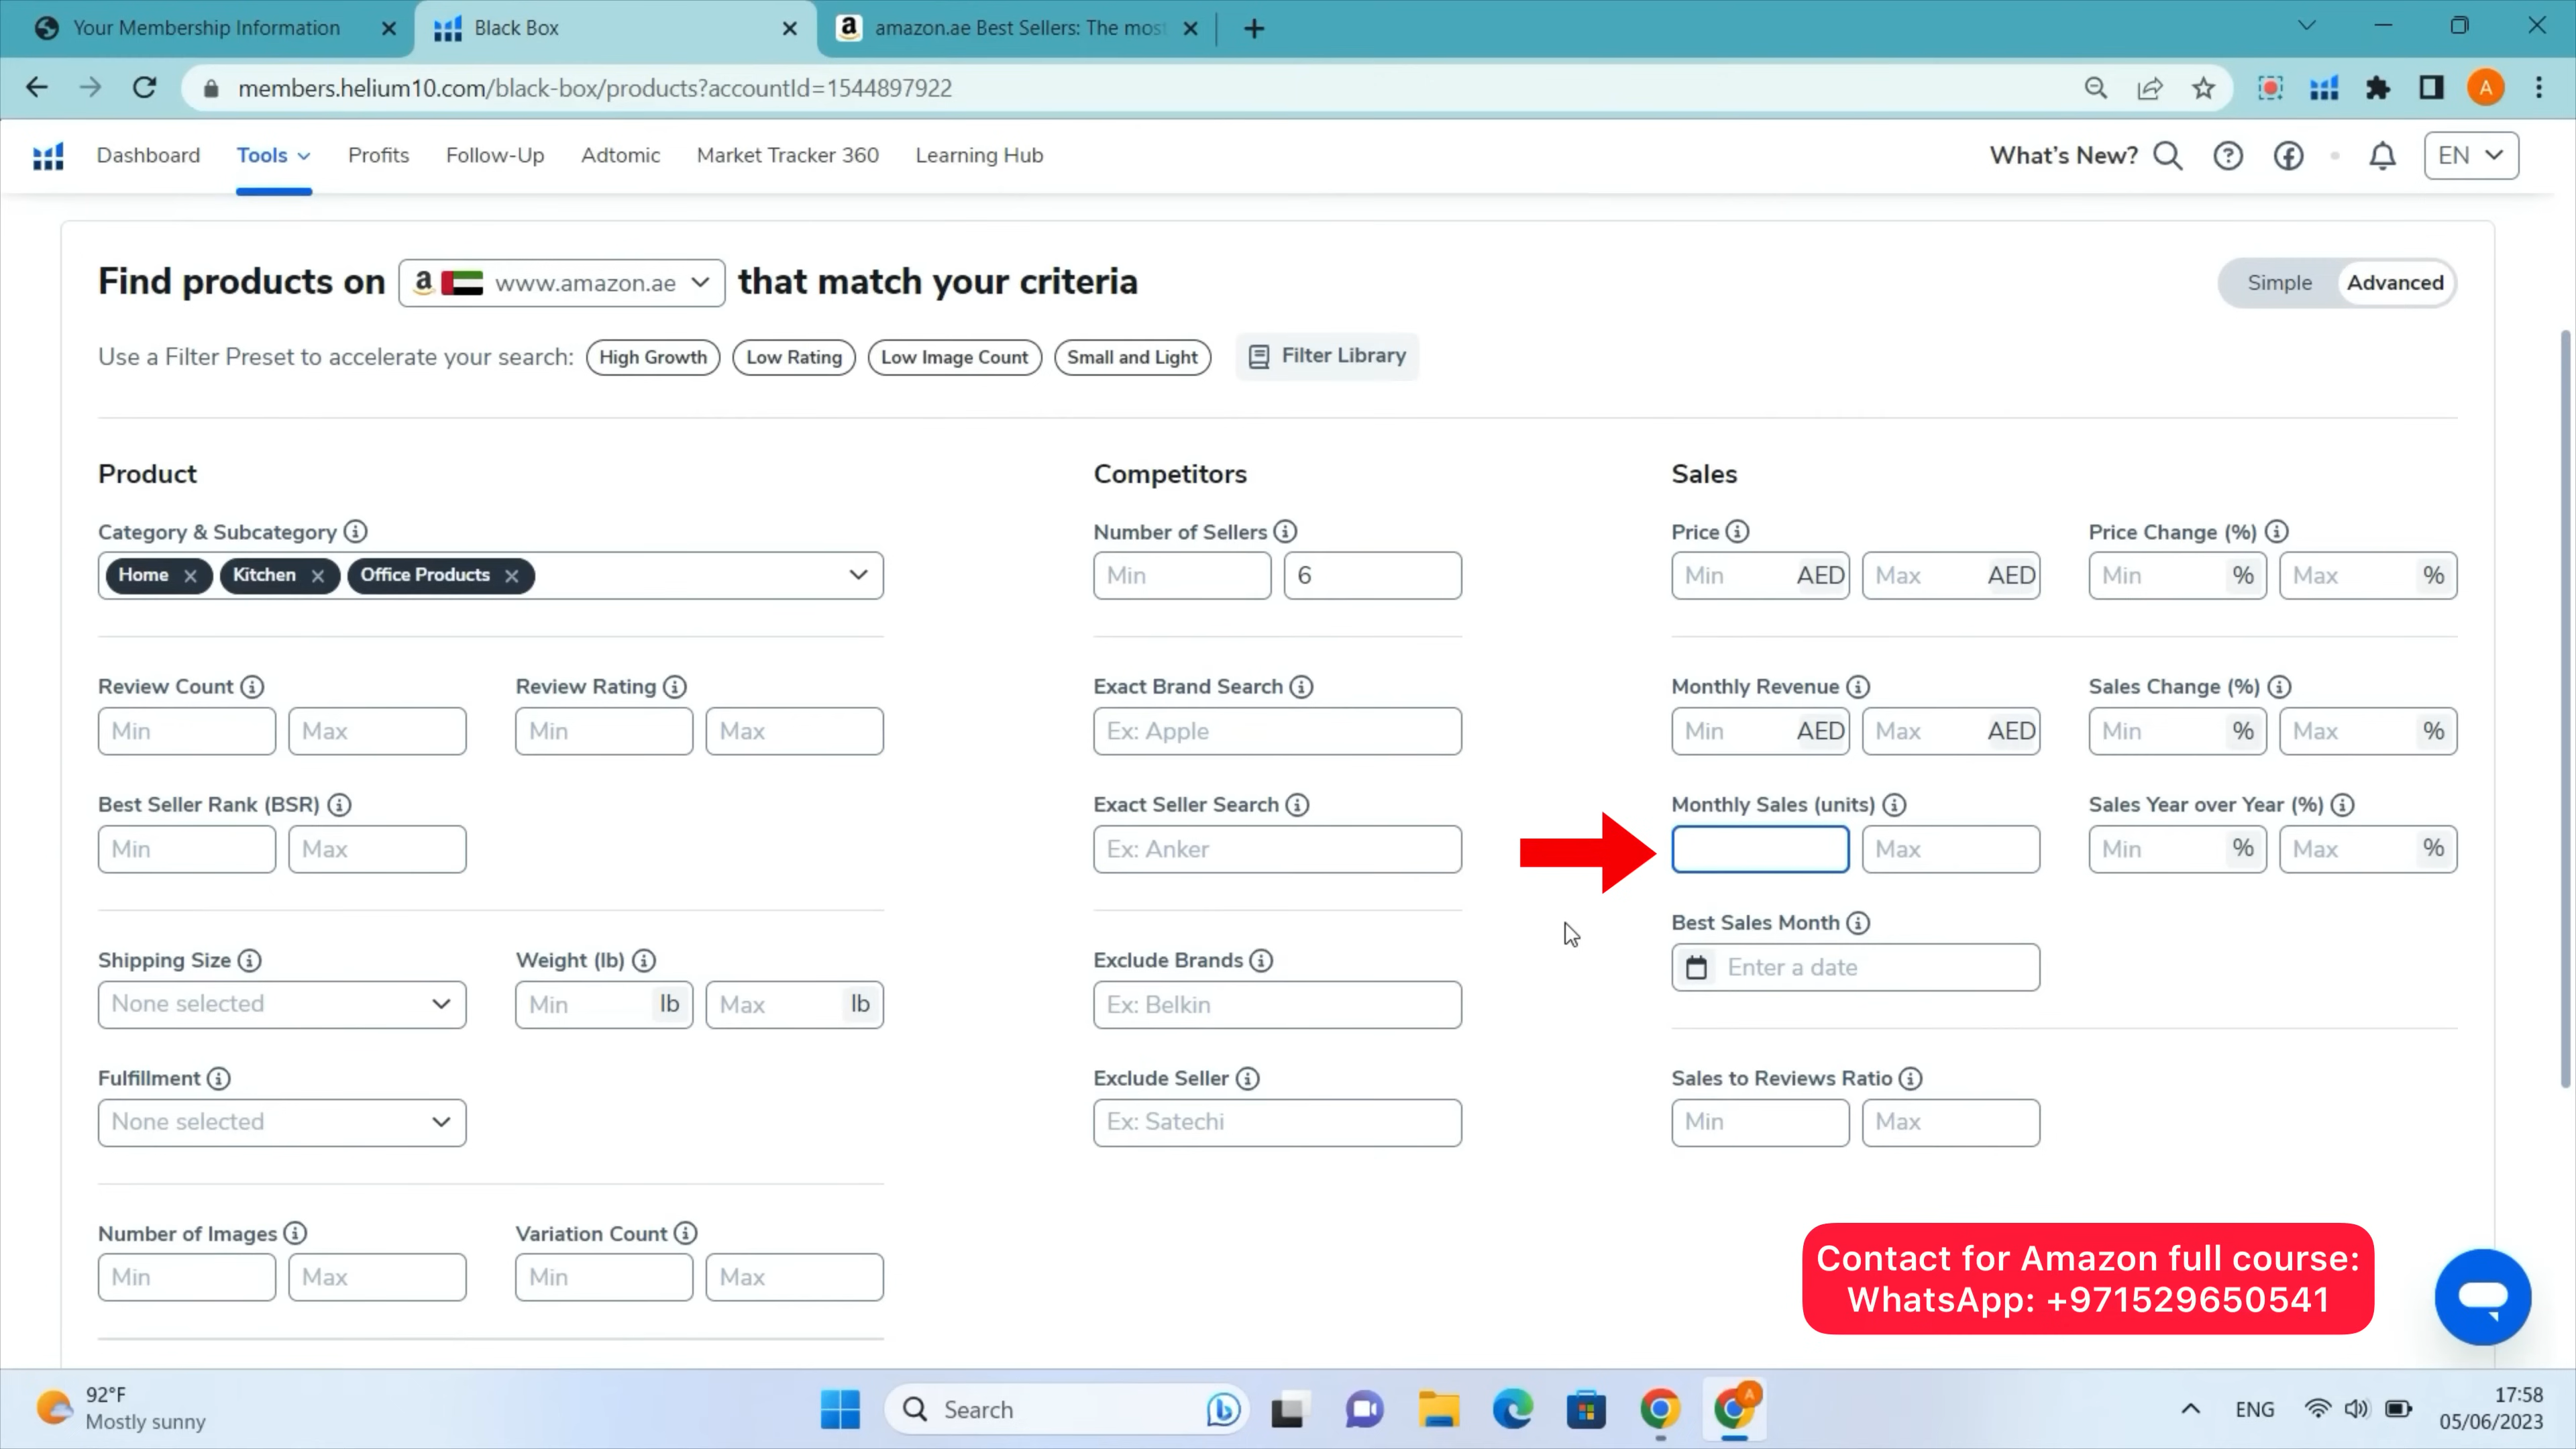 Your Membership Information
Black Box
amazon.ae Best Sellers: The most
members.helium10.com/black-box/products?accountId=1544897922
A
Dashboard
Tools
Profits
Follow-Up
Adtomic
Market Tracker 360
Learning Hub
What's New?
EN
Find products on
www.amazon.ae
that match your criteria
Simple
Advanced
Use a Filter Preset to accelerate your search:
High Growth
Low Rating
Low Image Count
Small and Light
Filter Library
Product
Category & Subcategory
Home
Kitchen
Office Products
Review Count
Min
Max
Review Rating
Min
Max
Best Seller Rank (BSR)
Min
Max
Shipping Size
None selected
Weight (lb)
Min lb
Max lb
Fulfillment
None selected
Number of Images
Min
Max
Variation Count
Min
Max
Competitors
Number of Sellers
Min
6
Exact Brand Search
Ex: Apple
Exact Seller Search
Ex: Anker
Exclude Brands
Ex: Belkin
Exclude Seller
Ex: Satechi
Sales
Price
Min AED
Max AED
Price Change (%)
Min %
Max %
Monthly Revenue
Min AED
Max AED
Sales Change (%)
Min %
Max %
Monthly Sales (units)
Max
Sales Year over Year (%)
Min %
Max %
Best Sales Month
Enter a date
Sales to Reviews Ratio
Min
Max
Contact for Amazon full course:
WhatsApp: +971529650541
92°F
Mostly sunny
Search
A
ENG
17:58
05/06/2023